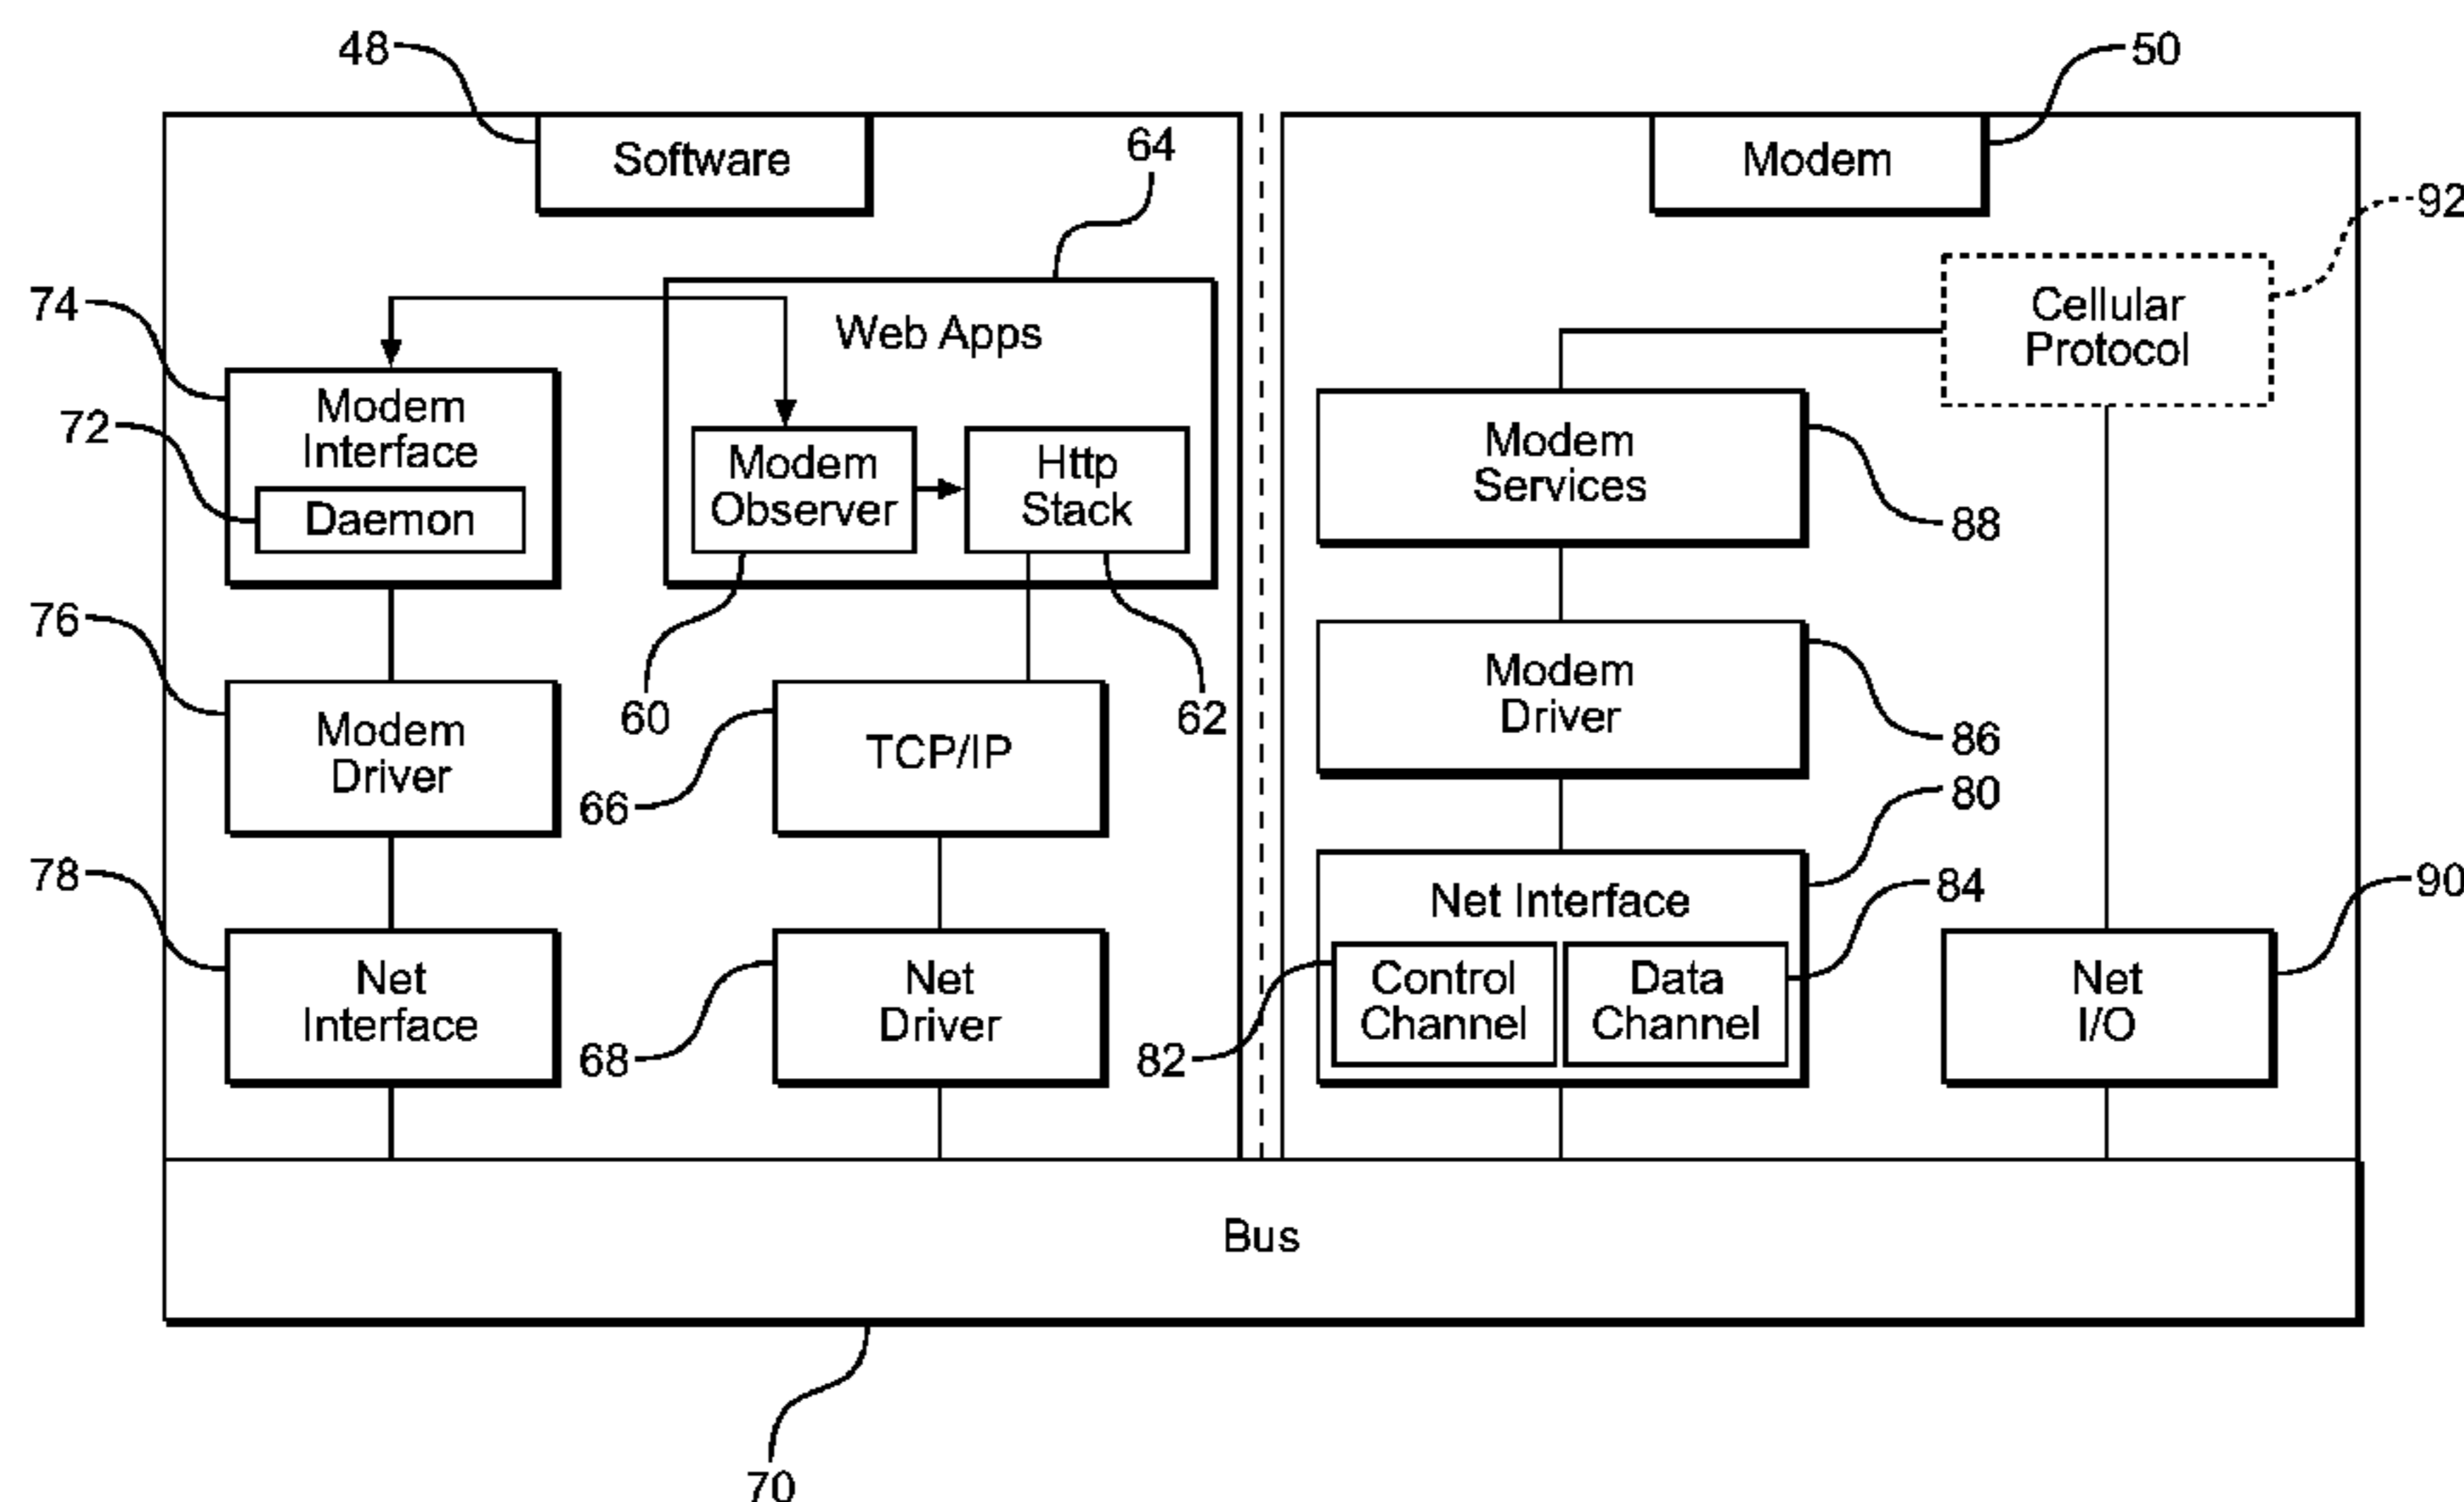 48
50
Software
Modem
64
92
74
Web Apps
Cellular
Protocol
Modem
Interface
72
Daemon
Modem
Observer
Http
Stack
Modem
Services
88
76
60
62
Modem
Driver
66
TCP/IP
Modem
Driver
86
80
78
Net
Interface
68
Net
Driver
Net Interface
84
90
82
Control
Channel
Data
Channel
Net
I/O
Bus
70